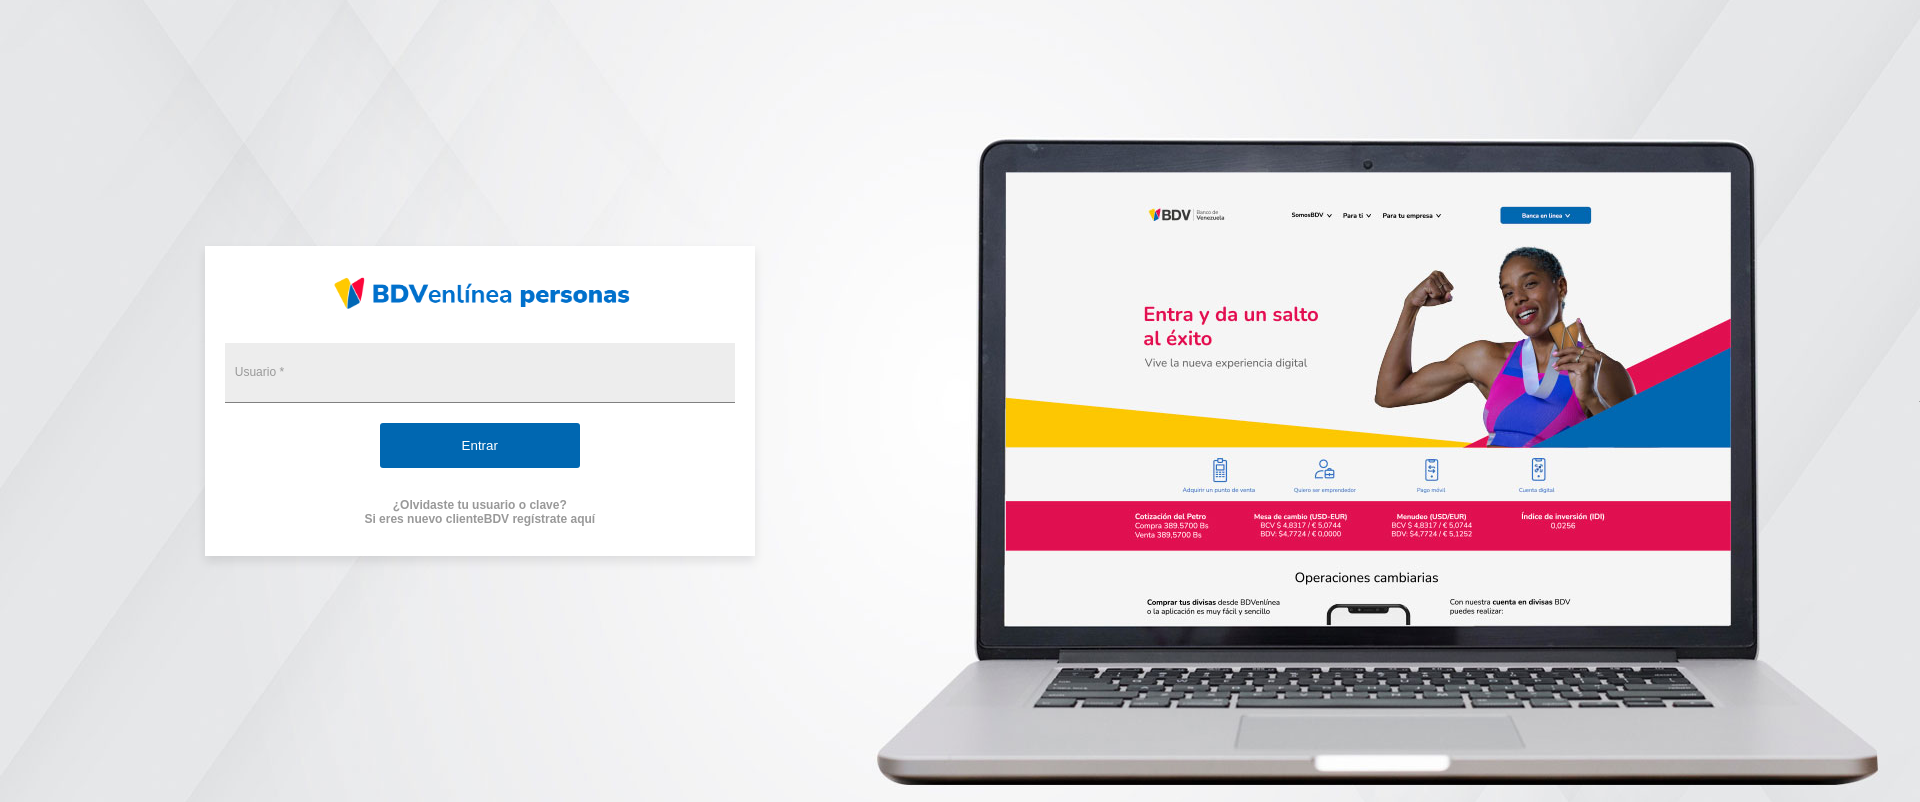 BDVenlínea personas
Usuario *
Entrar
¿Olvidaste tu usuario o clave?
Si eres nuevo clienteBDV regístrate aquí
BDV Banco de Venezuela
SomosBDV
Para ti
Para tu empresa
Banca en línea
Entra y da un salto
al éxito
Vive la nueva experiencia digital
Adquirir un punto de venta
Quiero ser emprendedor
Pago móvil
Cuenta digital
Cotización del Petro
Compra 389.5700 Bs
Venta 389,5700 Bs
Mesa de cambio (USD-EUR)
BCV $ 4,8317 / € 5,0744
BDV: $4,7724 / € 0,0000
Menudeo (USD/EUR)
BCV $ 4,8317 / € 5,0744
BDV: $4,7724 / € 5,1252
Índice de inversión (IDI)
0,0256
Operaciones cambiarias
Comprar tus divisas desde BDVenlínea
o la aplicación es muy fácil y sencillo
Con nuestra cuenta en divisas BDV
puedes realizar: